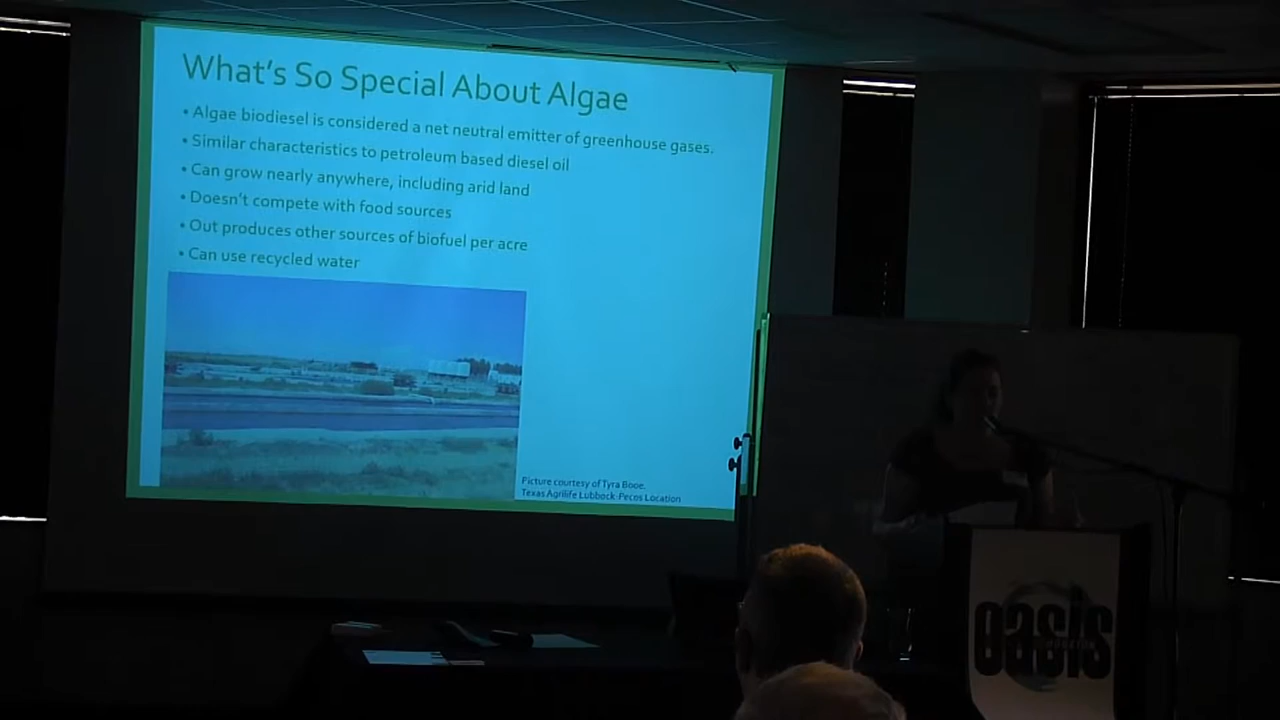 What's So Special About Algae
• Algae biodiesel is considered a net neutral emitter of greenhouse gases.
• Similar characteristics to petroleum based diesel oil
• Can grow nearly anywhere, including arid land
• Doesn't compete with food sources
• Out produces other sources of biofuel per acre
• Can use recycled water
Picture courtesy of Tyra Booe,
Texas Agrilife Lubbock-Pecos Location
oasis